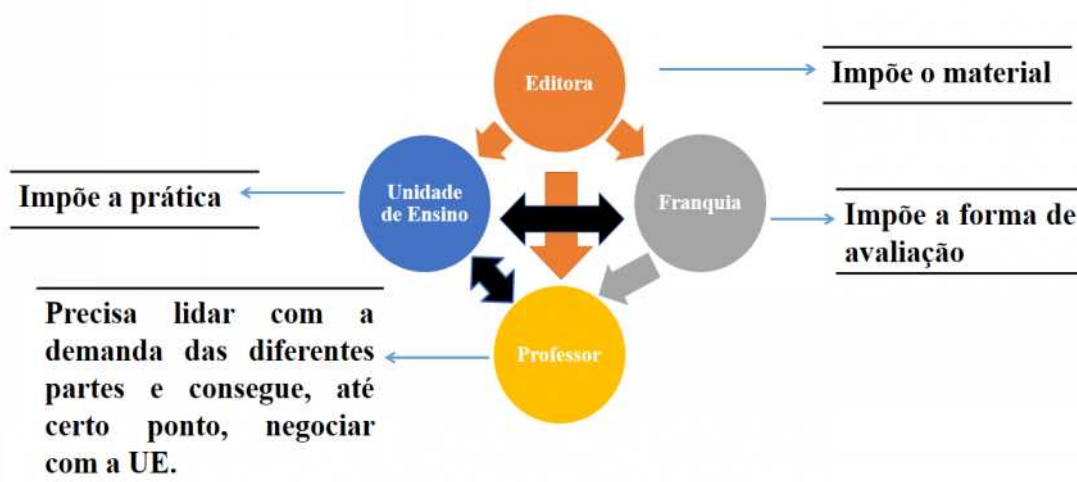 Editora
Impõe o material
Unidade
de Ensino
Impõe a prática
Franquia
Impõe a forma de
avaliação
Professor
Precisa lidar com a
demanda das diferentes
partes e consegue, até
certo ponto, negociar
com a UE.